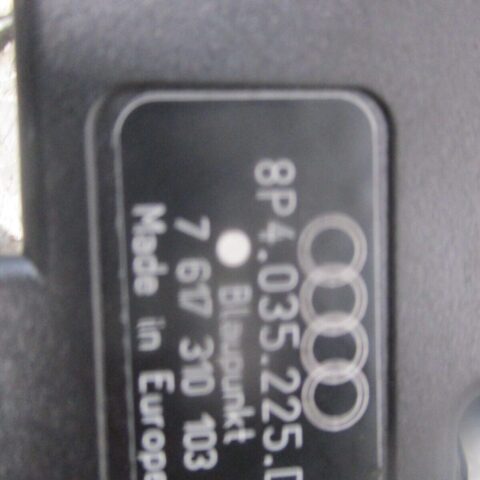 8P4.035.225.D
Blaupunkt
7 617 310 103
Made in Europe